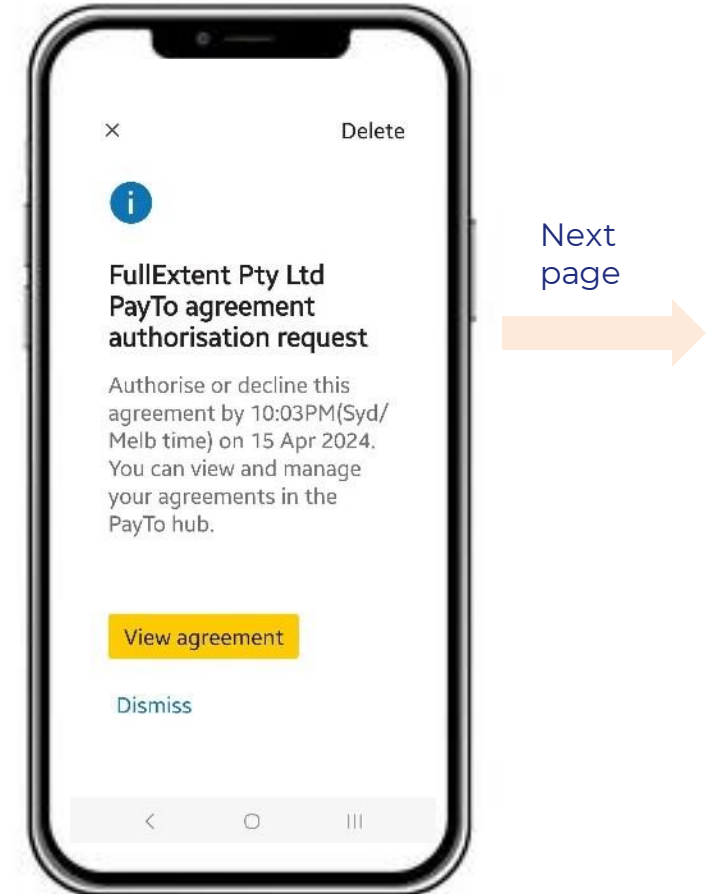 × Delete
i
FullExtent Pty Ltd
PayTo agreement
authorisation request
Authorise or decline this
agreement by 10:03PM(Syd/
Melb time) on 15 Apr 2024.
You can view and manage
your agreements in the
PayTo hub.
View agreement
Dismiss
Next
page